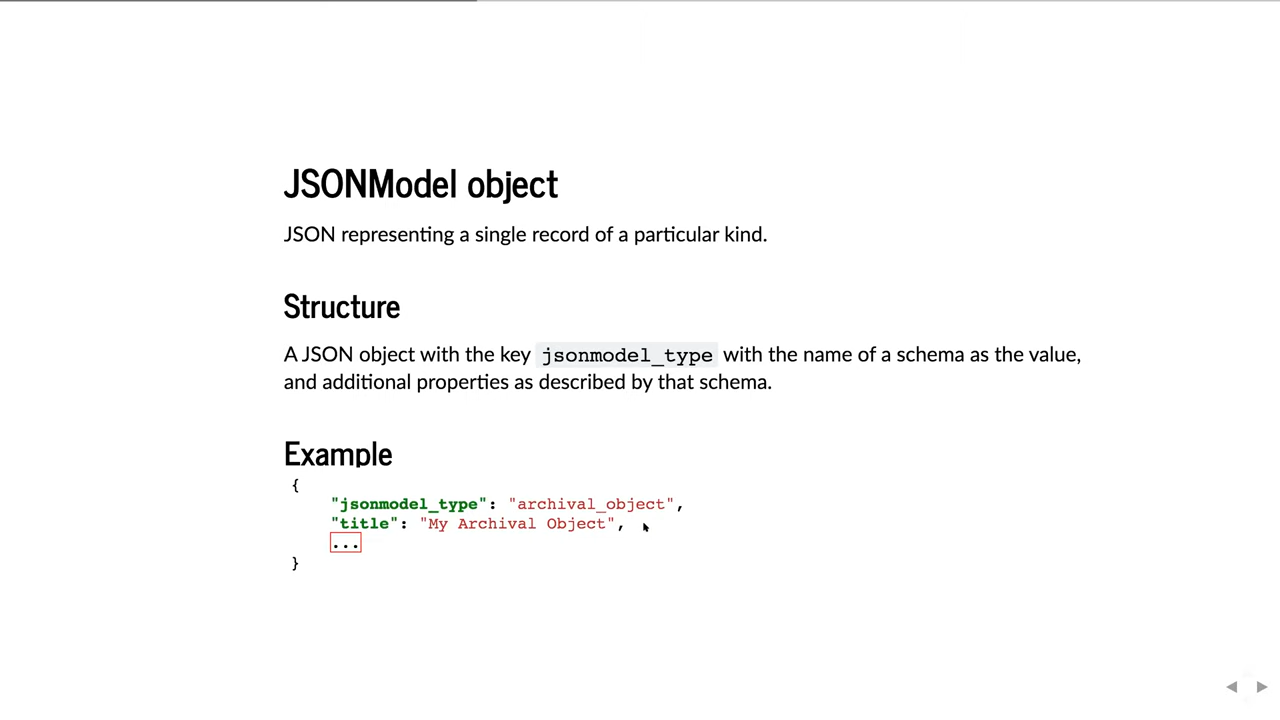 JSONModel object
JSON representing a single record of a particular kind.
Structure
A JSON object with the key jsonmodel_type with the name of a schema as the value,
and additional properties as described by that schema.
Example
{
"jsonmodel_type": "archival_object",
"title": "My Archival Object",
...
}